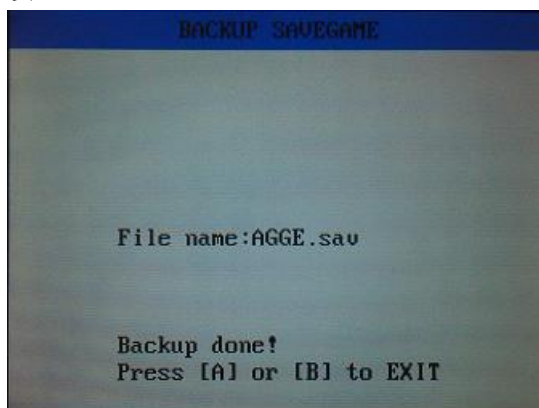 BACKUP SAVEGAME
File name:AGGE.sav
Backup done!
Press [A] or [B] to EXIT